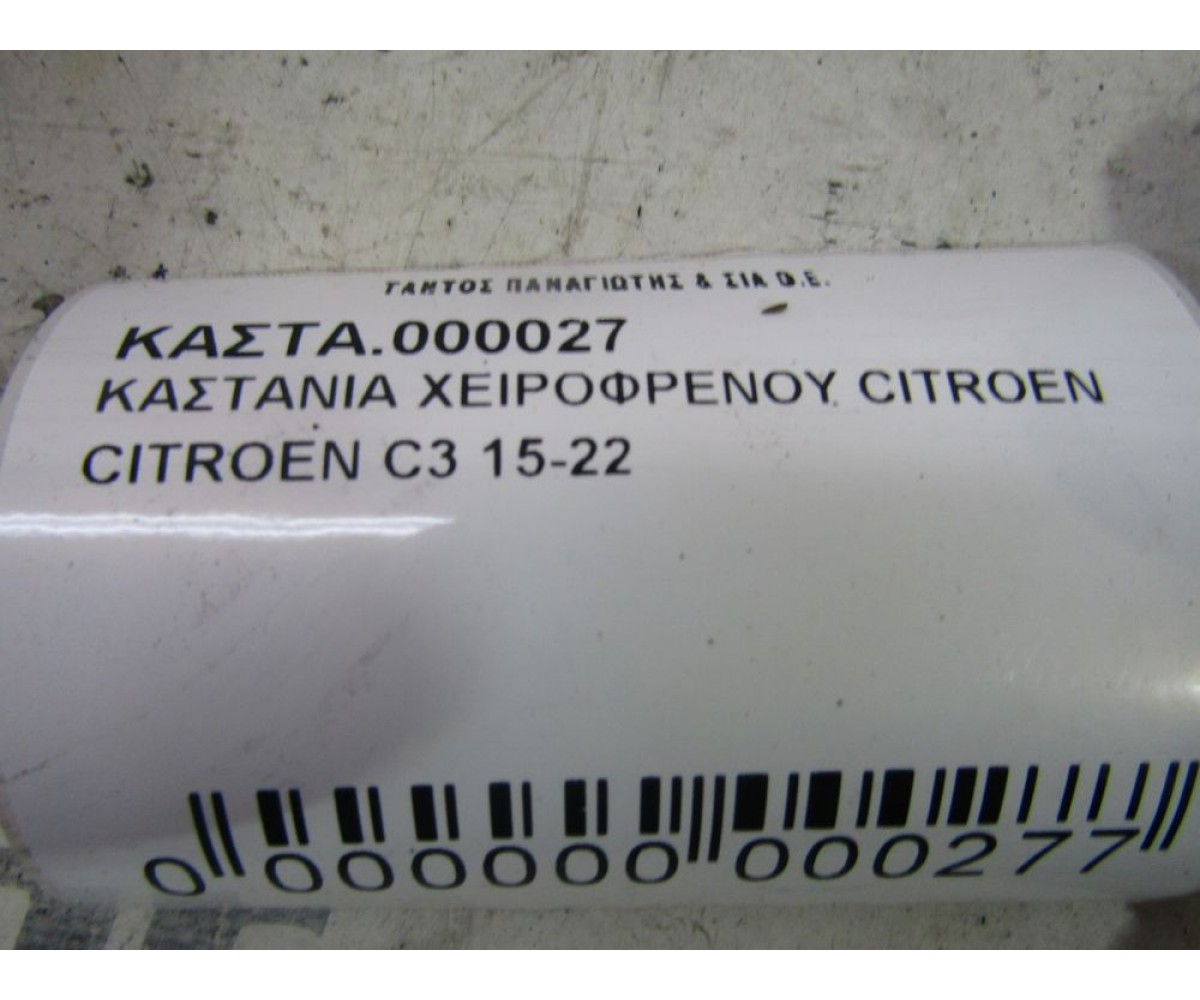 ΤΑΝΤΟΣ ΠΑΝΑΓΙΩΤΗΣ & ΣΙΑ Ο.Ε.
ΚΑΣΤΑ.000027
ΚΑΣΤΑΝΙΑ ΧΕΙΡΟΦΡΕΝΟΥ CITROEN
CITROEN C3 15-22
0 000000 000277